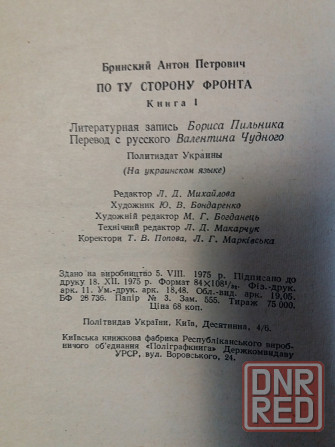 Бринский Антон Петрович
ПО ТУ СТОРОНУ ФРОНТА
Книга 1
Литературная запись Бориса Пильника
Перевод с русского Валентина Чудного
Политиздат Украины
(На украинском языке)
Редактор Л. Д. Михайлова
Художник Ю. В. Бондаренко
Художній редактор М. Г. Богданець
Технічний редактор Л. Д. Макарчук
Коректори Т. В. Попова, Л. Г. Марківська
Здано на виробництво 5. VIII. 1975 р. Підписано до
друку 18. XII. 1975 р. Формат 84×108¹/₃₂. Фіз.-друк.
арк. 11. Ум.-друк. арк. 18,48. Обл.-вид. арк. 19,05.
БФ 26736. Папір № 3. Зам. 555. Тираж 75 000.
Ціна 68 коп.
Політвидав України, Київ, Десятинна, 4/6.
Київська книжкова фабрика Республіканського вироб-
ничого об'єднання «Поліграфкнига» Держкомвидаву
УРСР, вул. Воровського, 24.
DNR
RED